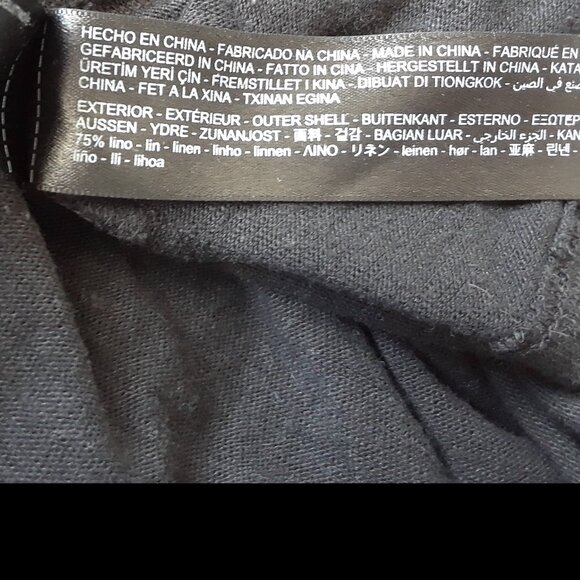 HECHO EN CHINA - FABRICADO NA CHINA - MADE IN CHINA - FABRIQUÉ EN
GEFABRICEERD IN CHINA - FATTO IN CINA - HERGESTELLT IN CHINA - ΚΑΤΑ
ÜRETİM YERİ ÇİN - FREMSTILLET I KINA - DIBUAT DI TIONGKOK - صنع في الصين -
CHINA - FET A LA XINA - TXINAN EGINA
EXTERIOR - EXTÉRIEUR - OUTER SHELL - BUITENKANT - ESTERNO - ΕΞΩΤΕΡ
AUSSEN - YDRE - ZUNANJOST - 面料 - 겉감 - BAGIAN LUAR - الجزء الخارجي - KAN
75% lino - lin - linen - linho - linnen - ΛΙΝΟ - リネン - leinen - hør - lan - 亚麻 - 린넨 -
liño - lli - lihoa